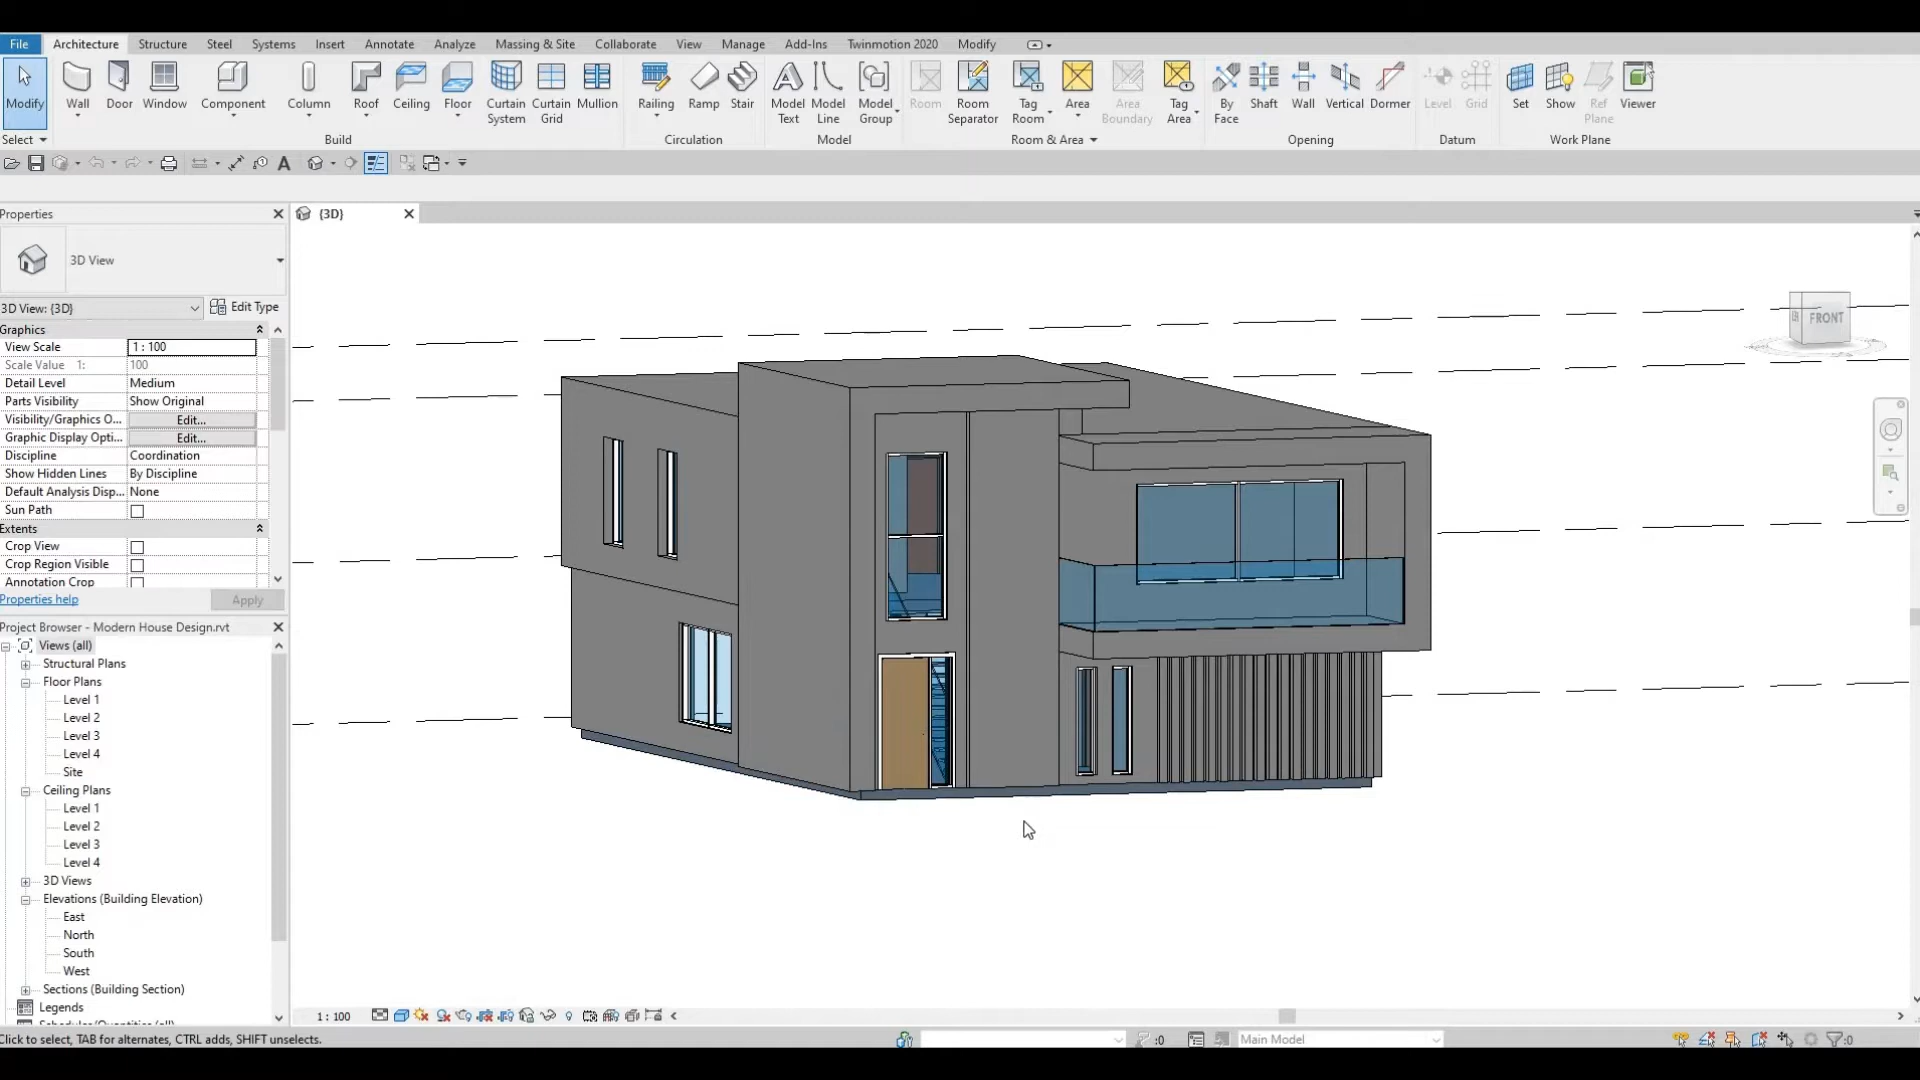 File Architecture Structure Steel Systems Insert Annotate Analyze Massing & Site Collaborate View Manage Add-Ins Twinmotion 2020 Modify
Modify Wall Door Window Component Column Roof Ceiling Floor Curtain System Curtain Grid Mullion Railing Ramp Stair Model Text Model Line Model Group Room Room Separator Tag Room Area Area Boundary Tag Area By Face Shaft Wall Vertical Dormer Level Grid Set Show Ref Plane Viewer
Select Build Circulation Model Room & Area Opening Datum Work Plane
Properties
{3D}
3D View
3D View: {3D} Edit Type
Graphics
View Scale 1 : 100
Scale Value 1: 100
Detail Level Medium
Parts Visibility Show Original
Visibility/Graphics O... Edit...
Graphic Display Opti... Edit...
Discipline Coordination
Show Hidden Lines By Discipline
Default Analysis Disp... None
Sun Path
Extents
Crop View
Crop Region Visible
Annotation Crop
Properties help Apply
Project Browser - Modern House Design.rvt
Views (all)
Structural Plans
Floor Plans
Level 1
Level 2
Level 3
Level 4
Site
Ceiling Plans
Level 1
Level 2
Level 3
Level 4
3D Views
Elevations (Building Elevation)
East
North
South
West
Sections (Building Section)
Legends
FRONT
1 : 100
Click to select, TAB for alternates, CTRL adds, SHIFT unselects.
:0
Main Model
:0